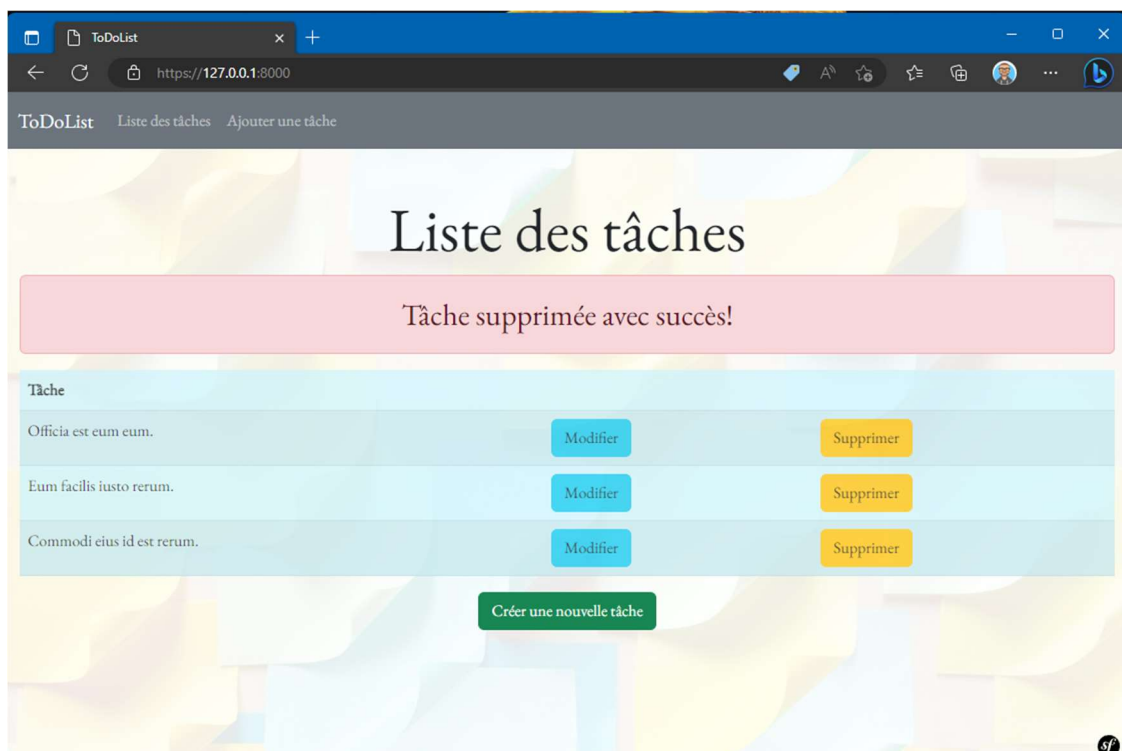 ToDoList
https://127.0.0.1:8000
ToDoList Liste des tâches Ajouter une tâche
Liste des tâches
Tâche supprimée avec succès!
Tâche
Officia est eum eum. Modifier Supprimer
Eum facilis iusto rerum. Modifier Supprimer
Commodi eius id est rerum. Modifier Supprimer
Créer une nouvelle tâche
sf